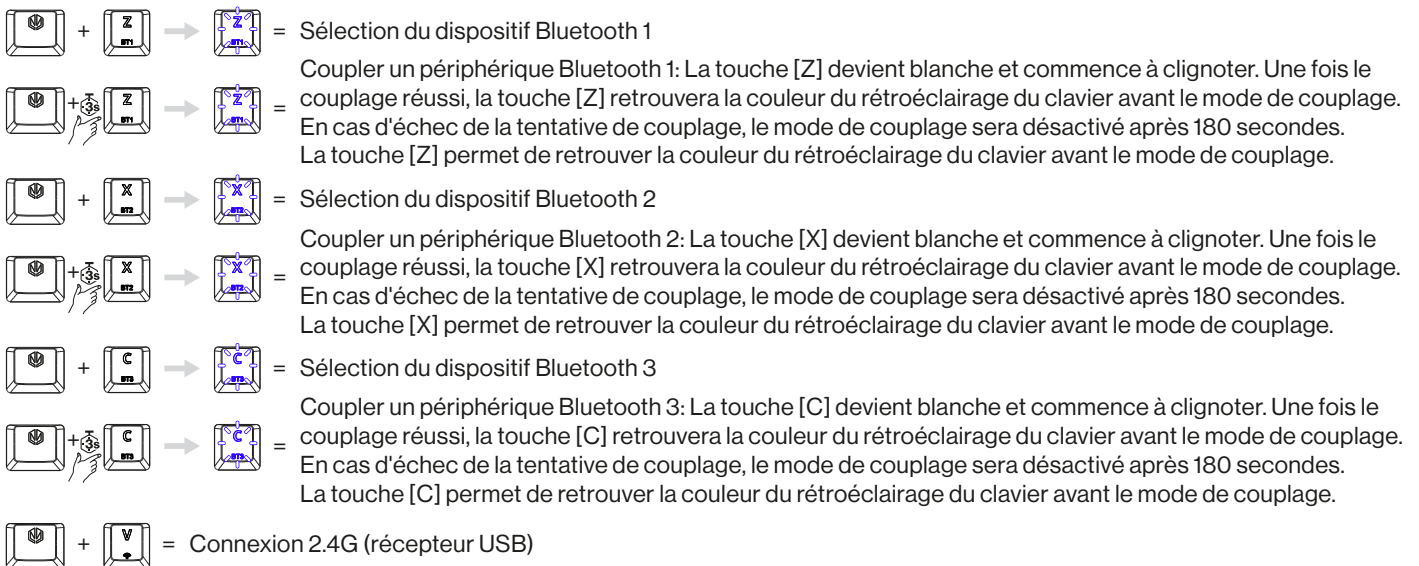 + Z BT1 Z BT1 = Sélection du dispositif Bluetooth 1
Coupler un périphérique Bluetooth 1: La touche [Z] devient blanche et commence à clignoter. Une fois le
+ 3s Z BT1 Z BT1 = couplage réussi, la touche [Z] retrouvera la couleur du rétroéclairage du clavier avant le mode de couplage.
En cas d'échec de la tentative de couplage, le mode de couplage sera désactivé après 180 secondes.
La touche [Z] permet de retrouver la couleur du rétroéclairage du clavier avant le mode de couplage.
+ X BT2 X BT2 = Sélection du dispositif Bluetooth 2
Coupler un périphérique Bluetooth 2: La touche [X] devient blanche et commence à clignoter. Une fois le
+ 3s X BT2 X BT2 = couplage réussi, la touche [X] retrouvera la couleur du rétroéclairage du clavier avant le mode de couplage.
En cas d'échec de la tentative de couplage, le mode de couplage sera désactivé après 180 secondes.
La touche [X] permet de retrouver la couleur du rétroéclairage du clavier avant le mode de couplage.
+ C BT3 C BT3 = Sélection du dispositif Bluetooth 3
Coupler un périphérique Bluetooth 3: La touche [C] devient blanche et commence à clignoter. Une fois le
+ 3s C BT3 C BT3 = couplage réussi, la touche [C] retrouvera la couleur du rétroéclairage du clavier avant le mode de couplage.
En cas d'échec de la tentative de couplage, le mode de couplage sera désactivé après 180 secondes.
La touche [C] permet de retrouver la couleur du rétroéclairage du clavier avant le mode de couplage.
+ V = Connexion 2.4G (récepteur USB)